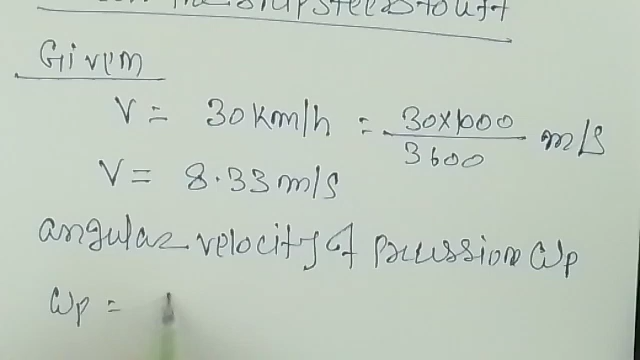 Given
V = 30 km/h = 30×1000/3600 m/s
V = 8.33 m/s
angular velocity of precession ωp
ωp =